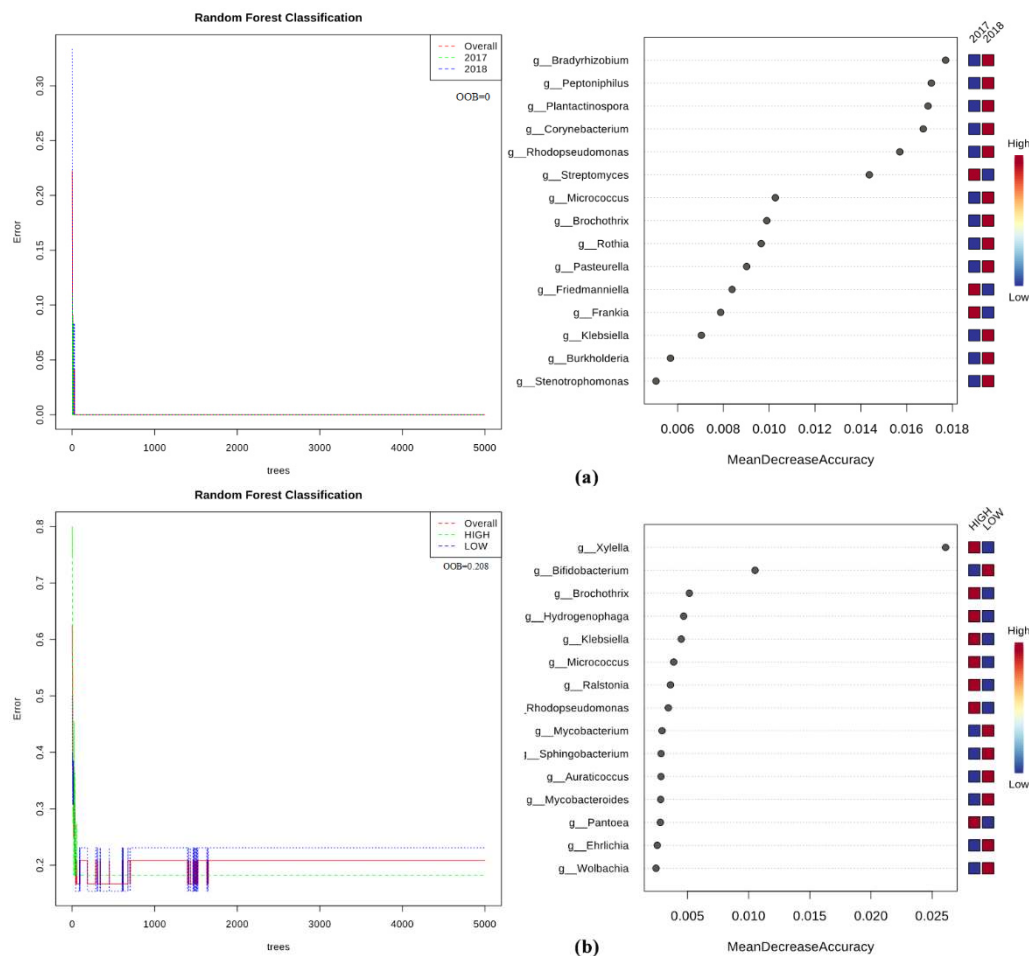 Random Forest Classification
Overall
2017
2018
OOB=0
0.30
0.25
0.20
0.15
0.10
0.05
0.00
Error
0
1000
2000
3000
4000
5000
trees
2017
2018
g__Bradyrhizobium
g__Peptoniphilus
g__Plantactinospora
g__Corynebacterium
g__Rhodopseudomonas
g__Streptomyces
g__Micrococcus
g__Brochothrix
g__Rothia
g__Pasteurella
g__Friedmanniella
g__Frankia
g__Klebsiella
g__Burkholderia
g__Stenotrophomonas
High
Low
0.006
0.008
0.010
0.012
0.014
0.016
0.018
MeanDecreaseAccuracy
(a)
Random Forest Classification
Overall
HIGH
LOW
OOB=0.208
0.8
0.7
0.6
0.5
0.4
0.3
0.2
Error
0
1000
2000
3000
4000
5000
trees
HIGH
LOW
g__Xylella
g__Bifidobacterium
g__Brochothrix
g__Hydrogenophaga
g__Klebsiella
g__Micrococcus
g__Ralstonia
_Rhodopseudomonas
g__Mycobacterium
g__Sphingobacterium
g__Auraticoccus
g__Mycobacteroides
g__Pantoea
g__Ehrlichia
g__Wolbachia
High
Low
0.005
0.010
0.015
0.020
0.025
MeanDecreaseAccuracy
(b)